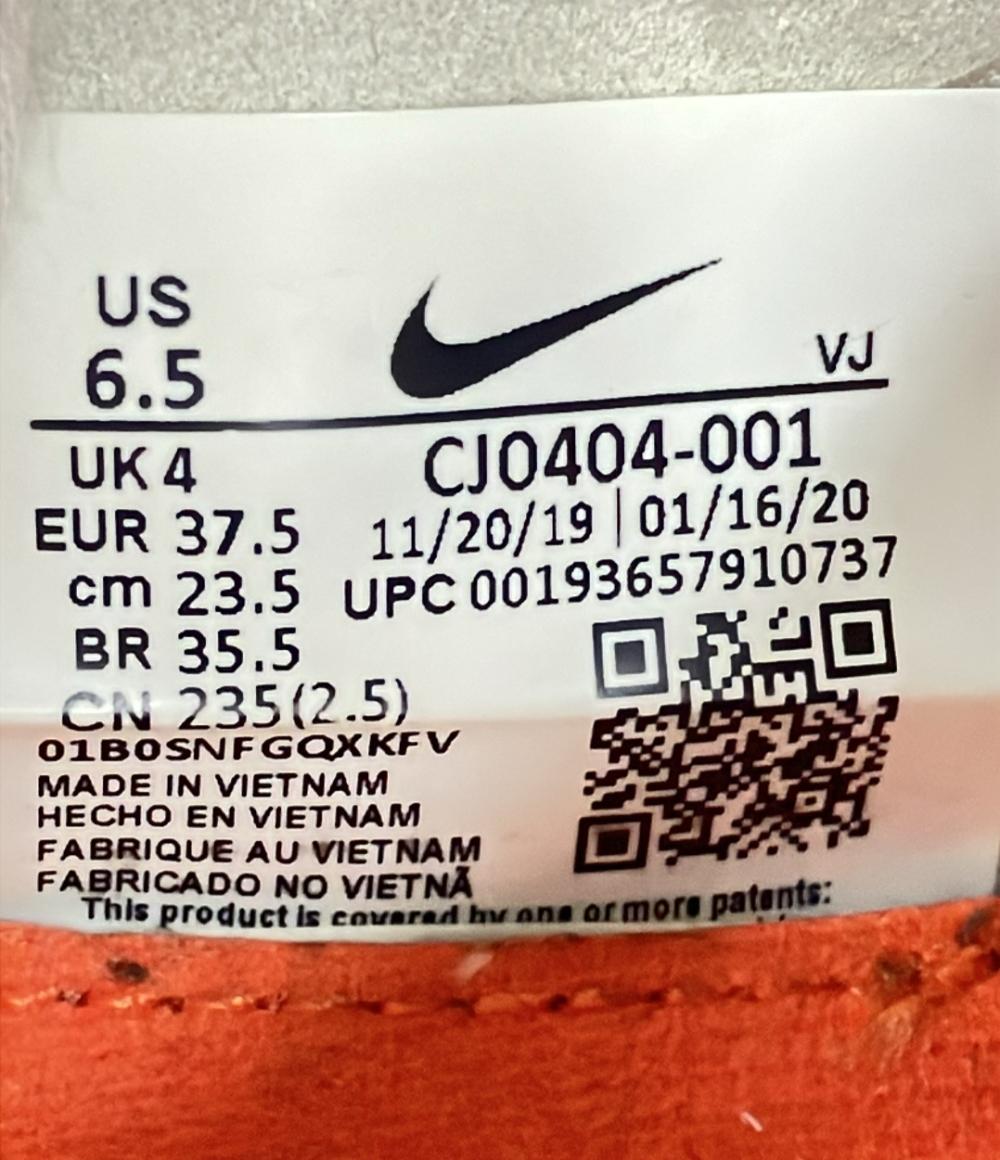 US
6.5
VJ
UK 4
EUR 37.5
cm 23.5
BR 35.5
CN 235(2.5)
CJ0404-001
11/20/19 | 01/16/20
UPC 00193657910737
01B0SNFGQXKFV
MADE IN VIETNAM
HECHO EN VIETNAM
FABRIQUE AU VIETNAM
FABRICADO NO VIETNÃ
This product is covered by one or more patents: